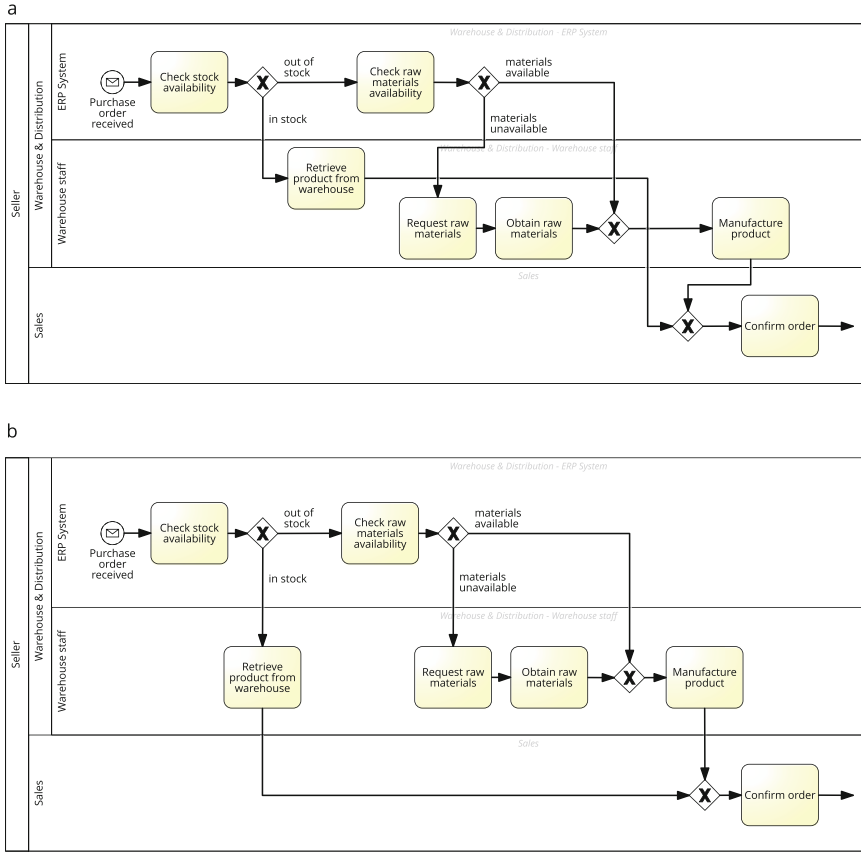 a
Warehouse & Distribution - ERP System
Seller
Warehouse & Distribution
ERP System
Purchase
order
received
Check stock
availability
out of
stock
in stock
Check raw
materials
availability
materials
available
materials
unavailable
Warehouse & Distribution - Warehouse staff
Warehouse staff
Retrieve
product from
warehouse
Request raw
materials
Obtain raw
materials
Manufacture
product
Sales
Sales
Confirm order
b
Warehouse & Distribution - ERP System
Seller
Warehouse & Distribution
ERP System
Purchase
order
received
Check stock
availability
out of
stock
in stock
Check raw
materials
availability
materials
available
materials
unavailable
Warehouse & Distribution - Warehouse staff
Warehouse staff
Retrieve
product from
warehouse
Request raw
materials
Obtain raw
materials
Manufacture
product
Sales
Sales
Confirm order